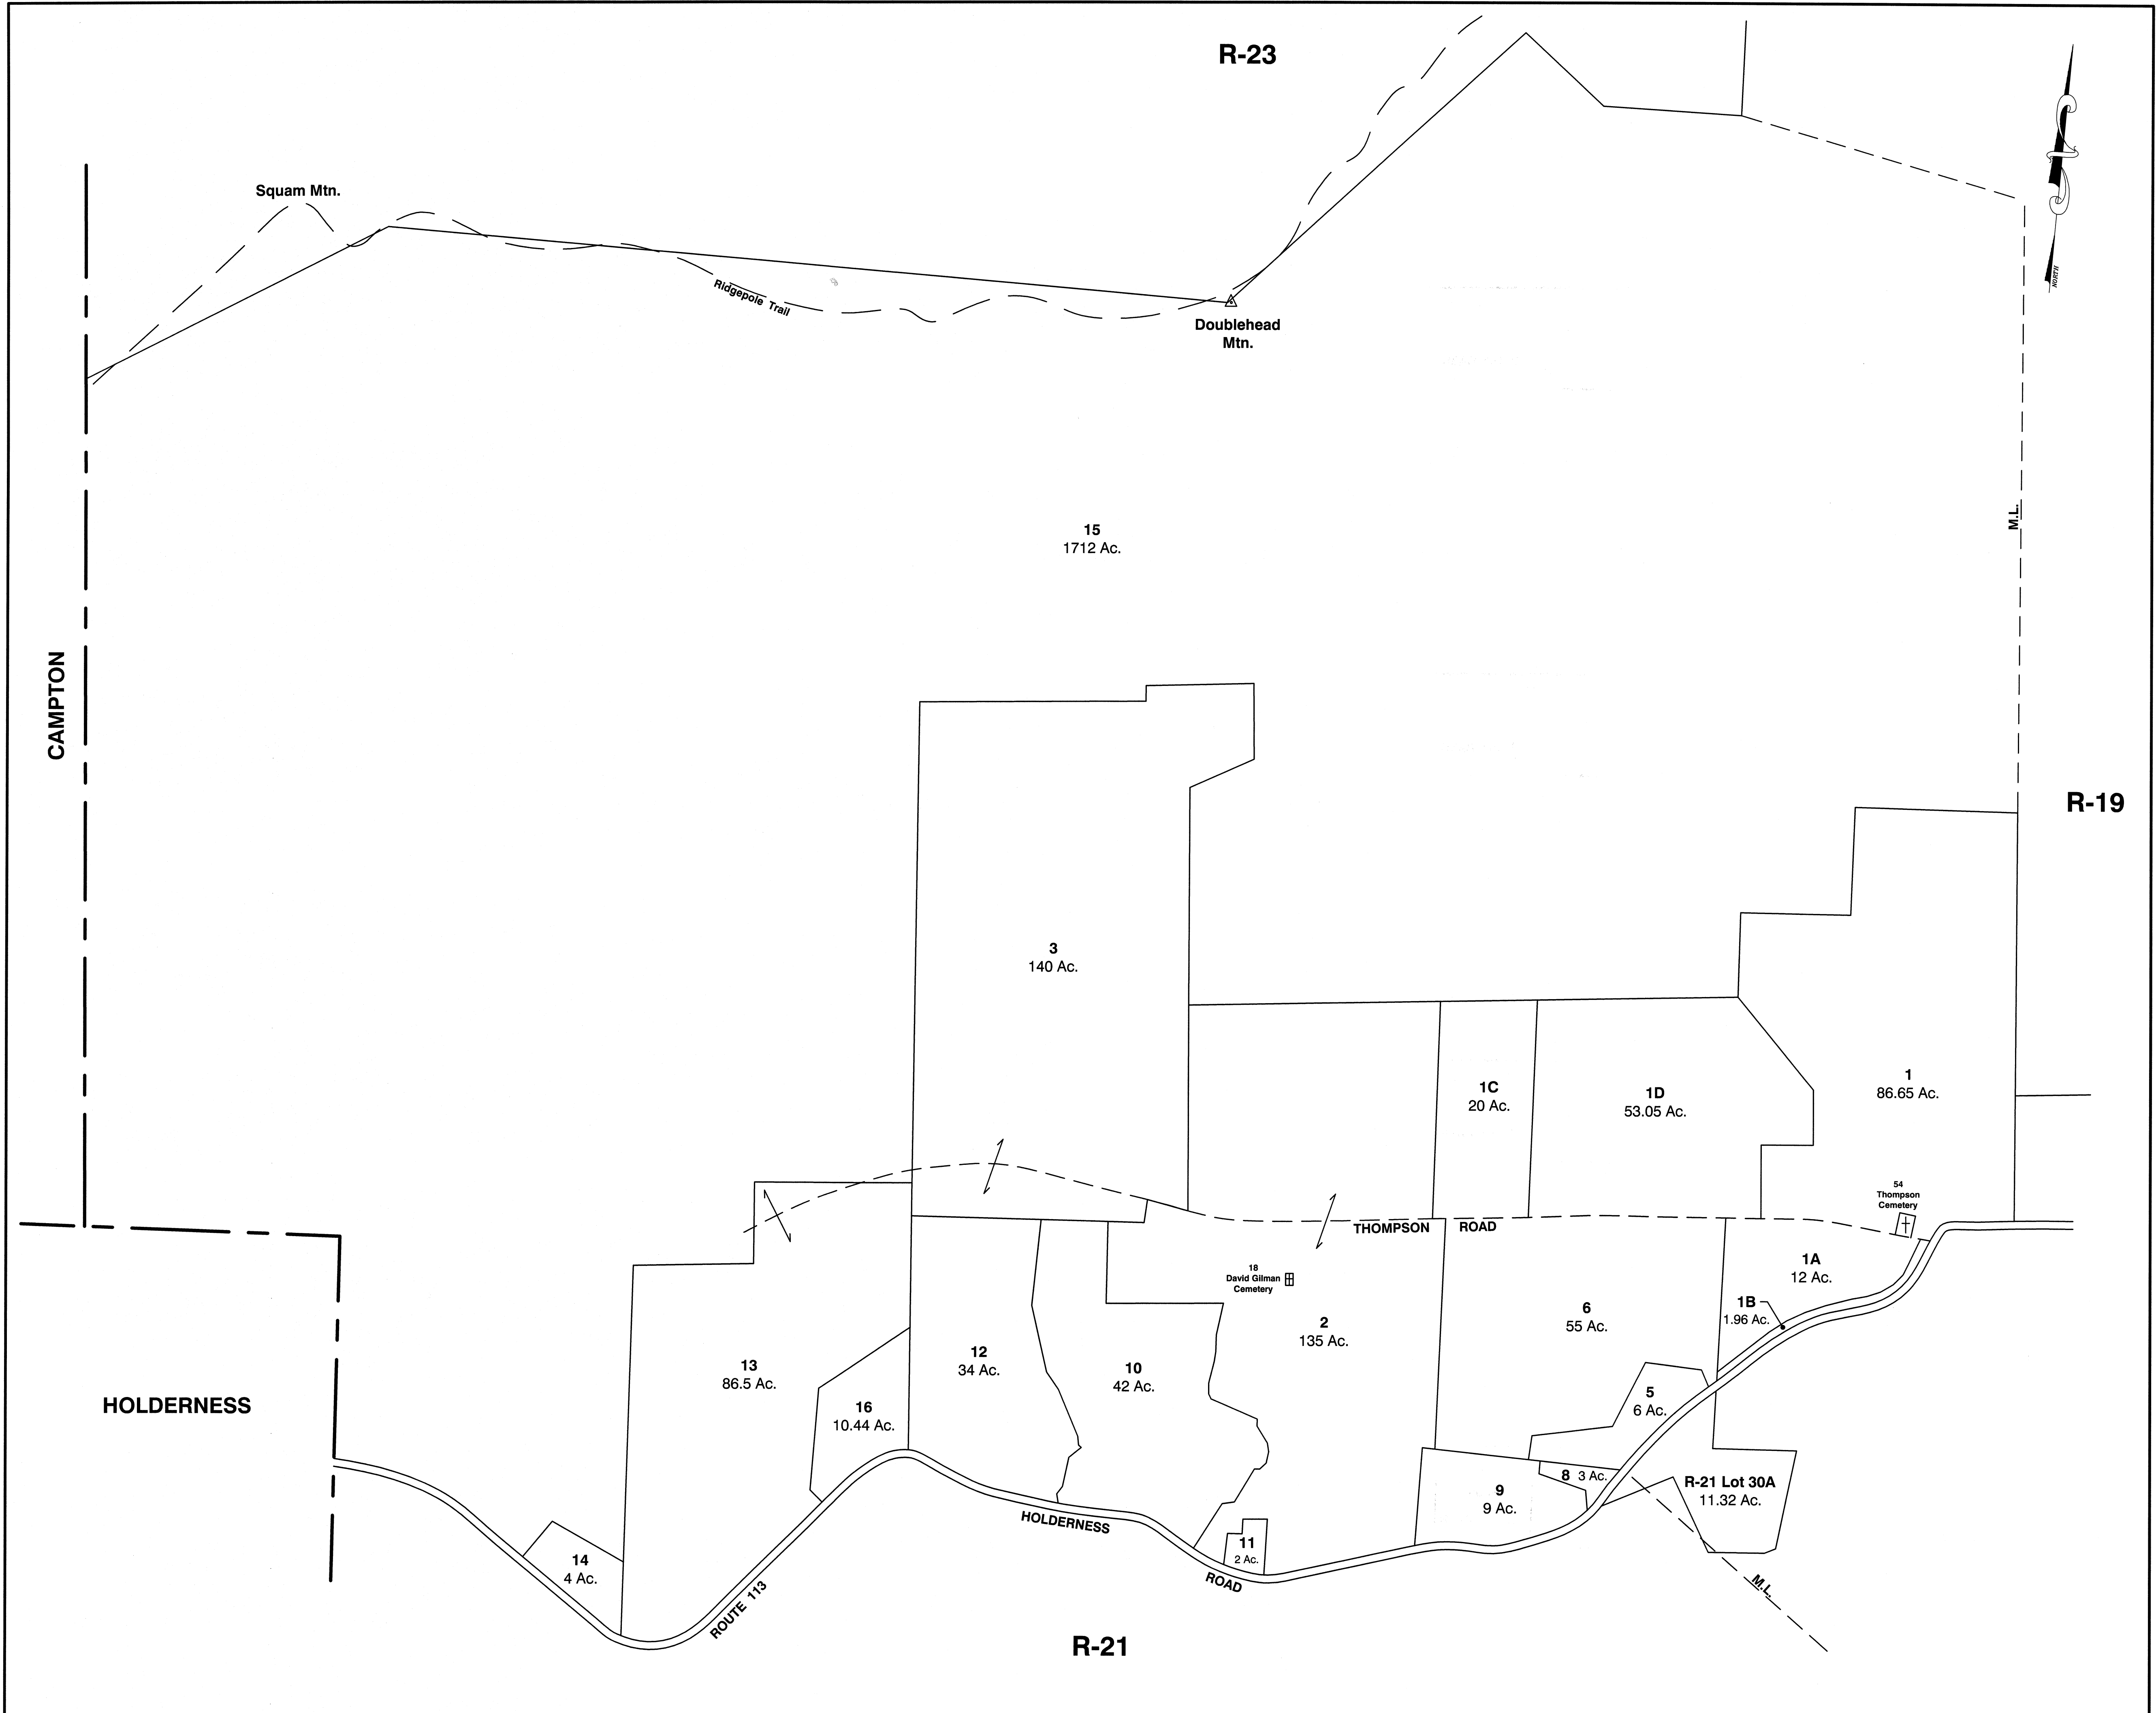 R-23
Squam Mtn.
NORTH
Ridgepole Trail
Doublehead
Mtn.
M.L.
15
1712 Ac.
CAMPTON
R-19
3
140 Ac.
1C
20 Ac.
1D
53.05 Ac.
1
86.65 Ac.
54
Thompson
Cemetery
THOMPSON ROAD
18
David Gilman
Cemetery
1A
12 Ac.
1B
1.96 Ac.
2
135 Ac.
6
55 Ac.
12
34 Ac.
13
86.5 Ac.
10
42 Ac.
HOLDERNESS
16
10.44 Ac.
5
6 Ac.
8 3 Ac.
R-21 Lot 30A
11.32 Ac.
9
9 Ac.
HOLDERNESS
ROAD
11
2 Ac.
14
4 Ac.
ROUTE 113
M.L.
R-21